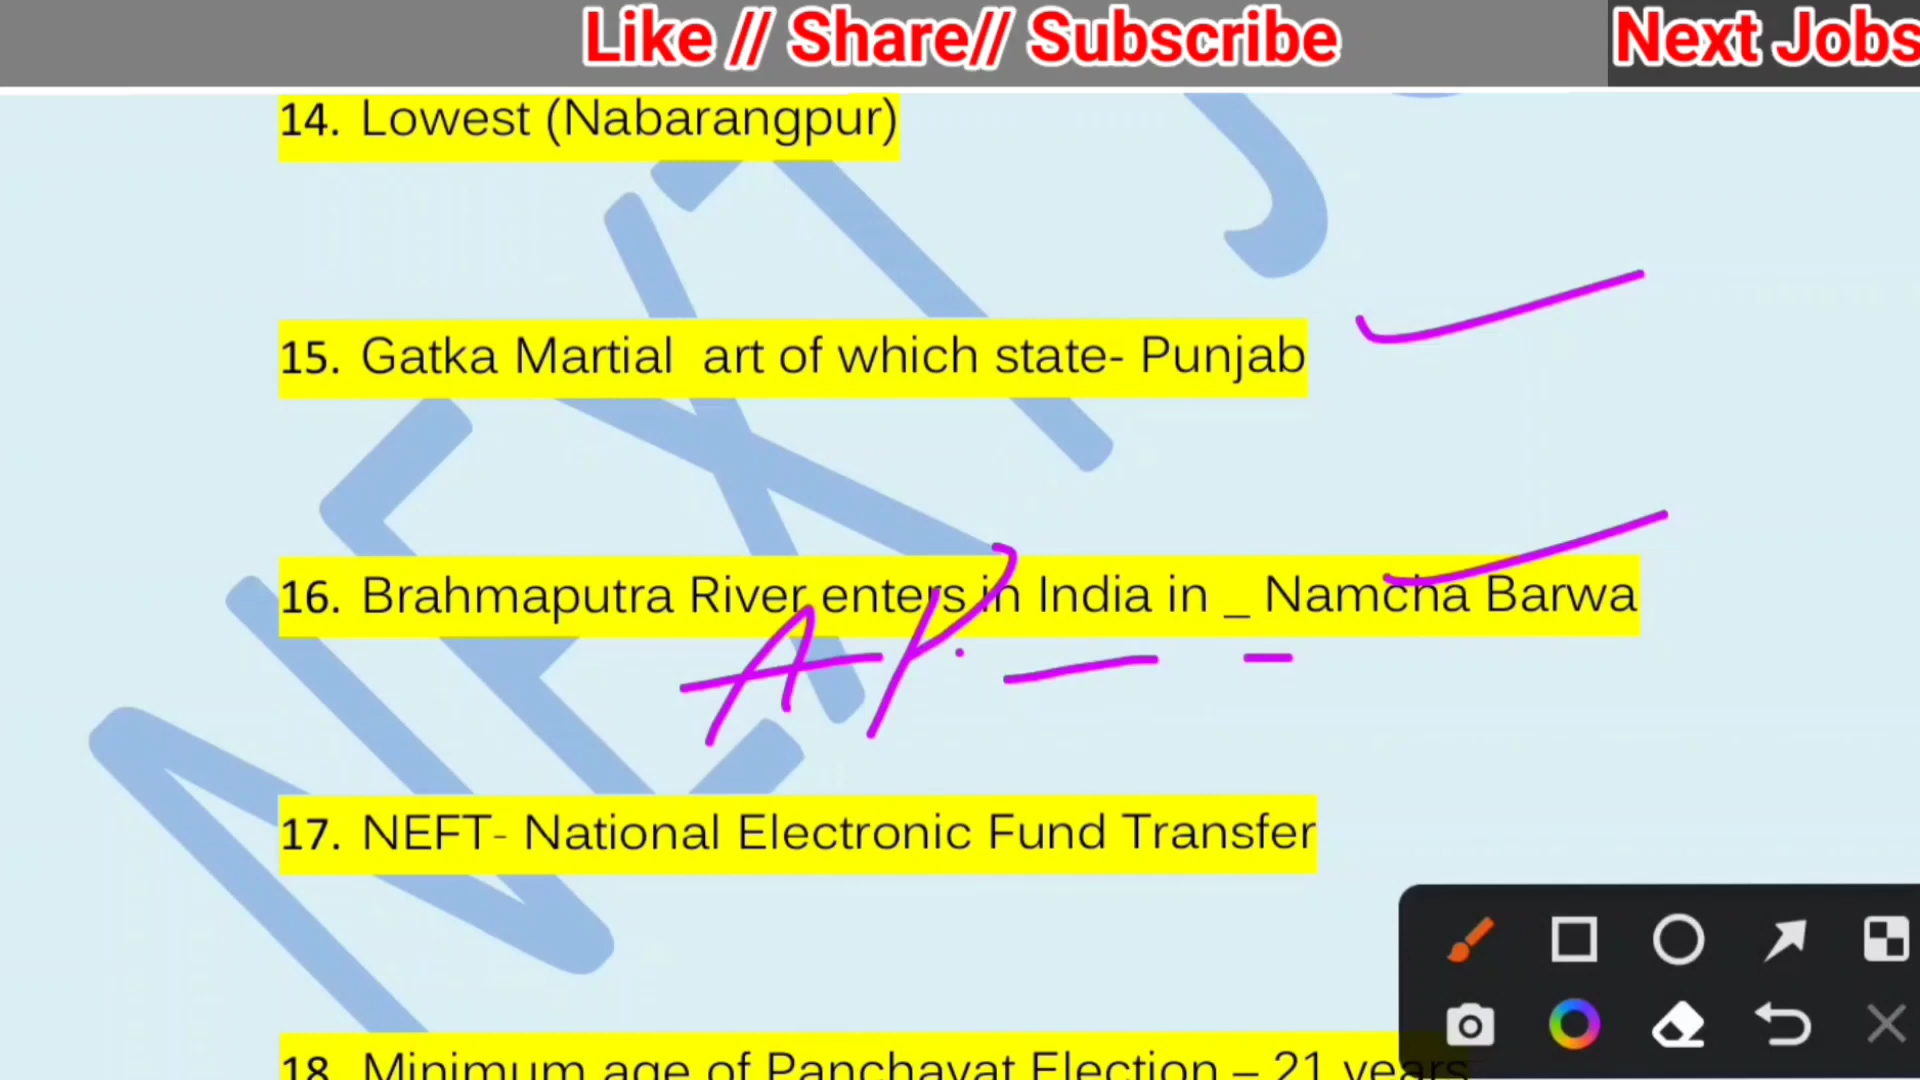 Like // Share// Subscribe
Next Jobs
14. Lowest (Nabarangpur)
15. Gatka Martial art of which state- Punjab
16. Brahmaputra River enters in India in _ Namcha Barwa
AP
17. NEFT- National Electronic Fund Transfer
18. Minimum age of Panchayat Election – 21 years
NEXT J